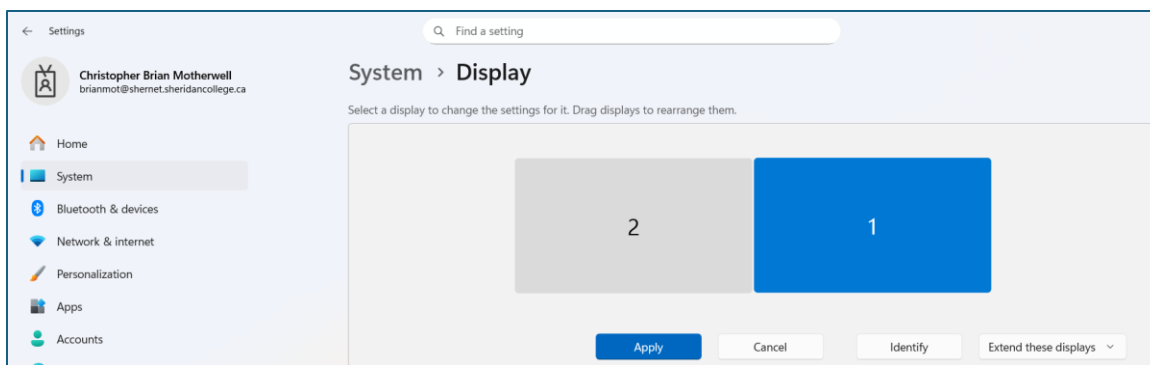 Settings
Find a setting
Christopher Brian Motherwell
brianmot@shernet.sheridancollege.ca
Home
System
Bluetooth & devices
Network & internet
Personalization
Apps
Accounts
System > Display
Select a display to change the settings for it. Drag displays to rearrange them.
2 1
Apply Cancel Identify Extend these displays